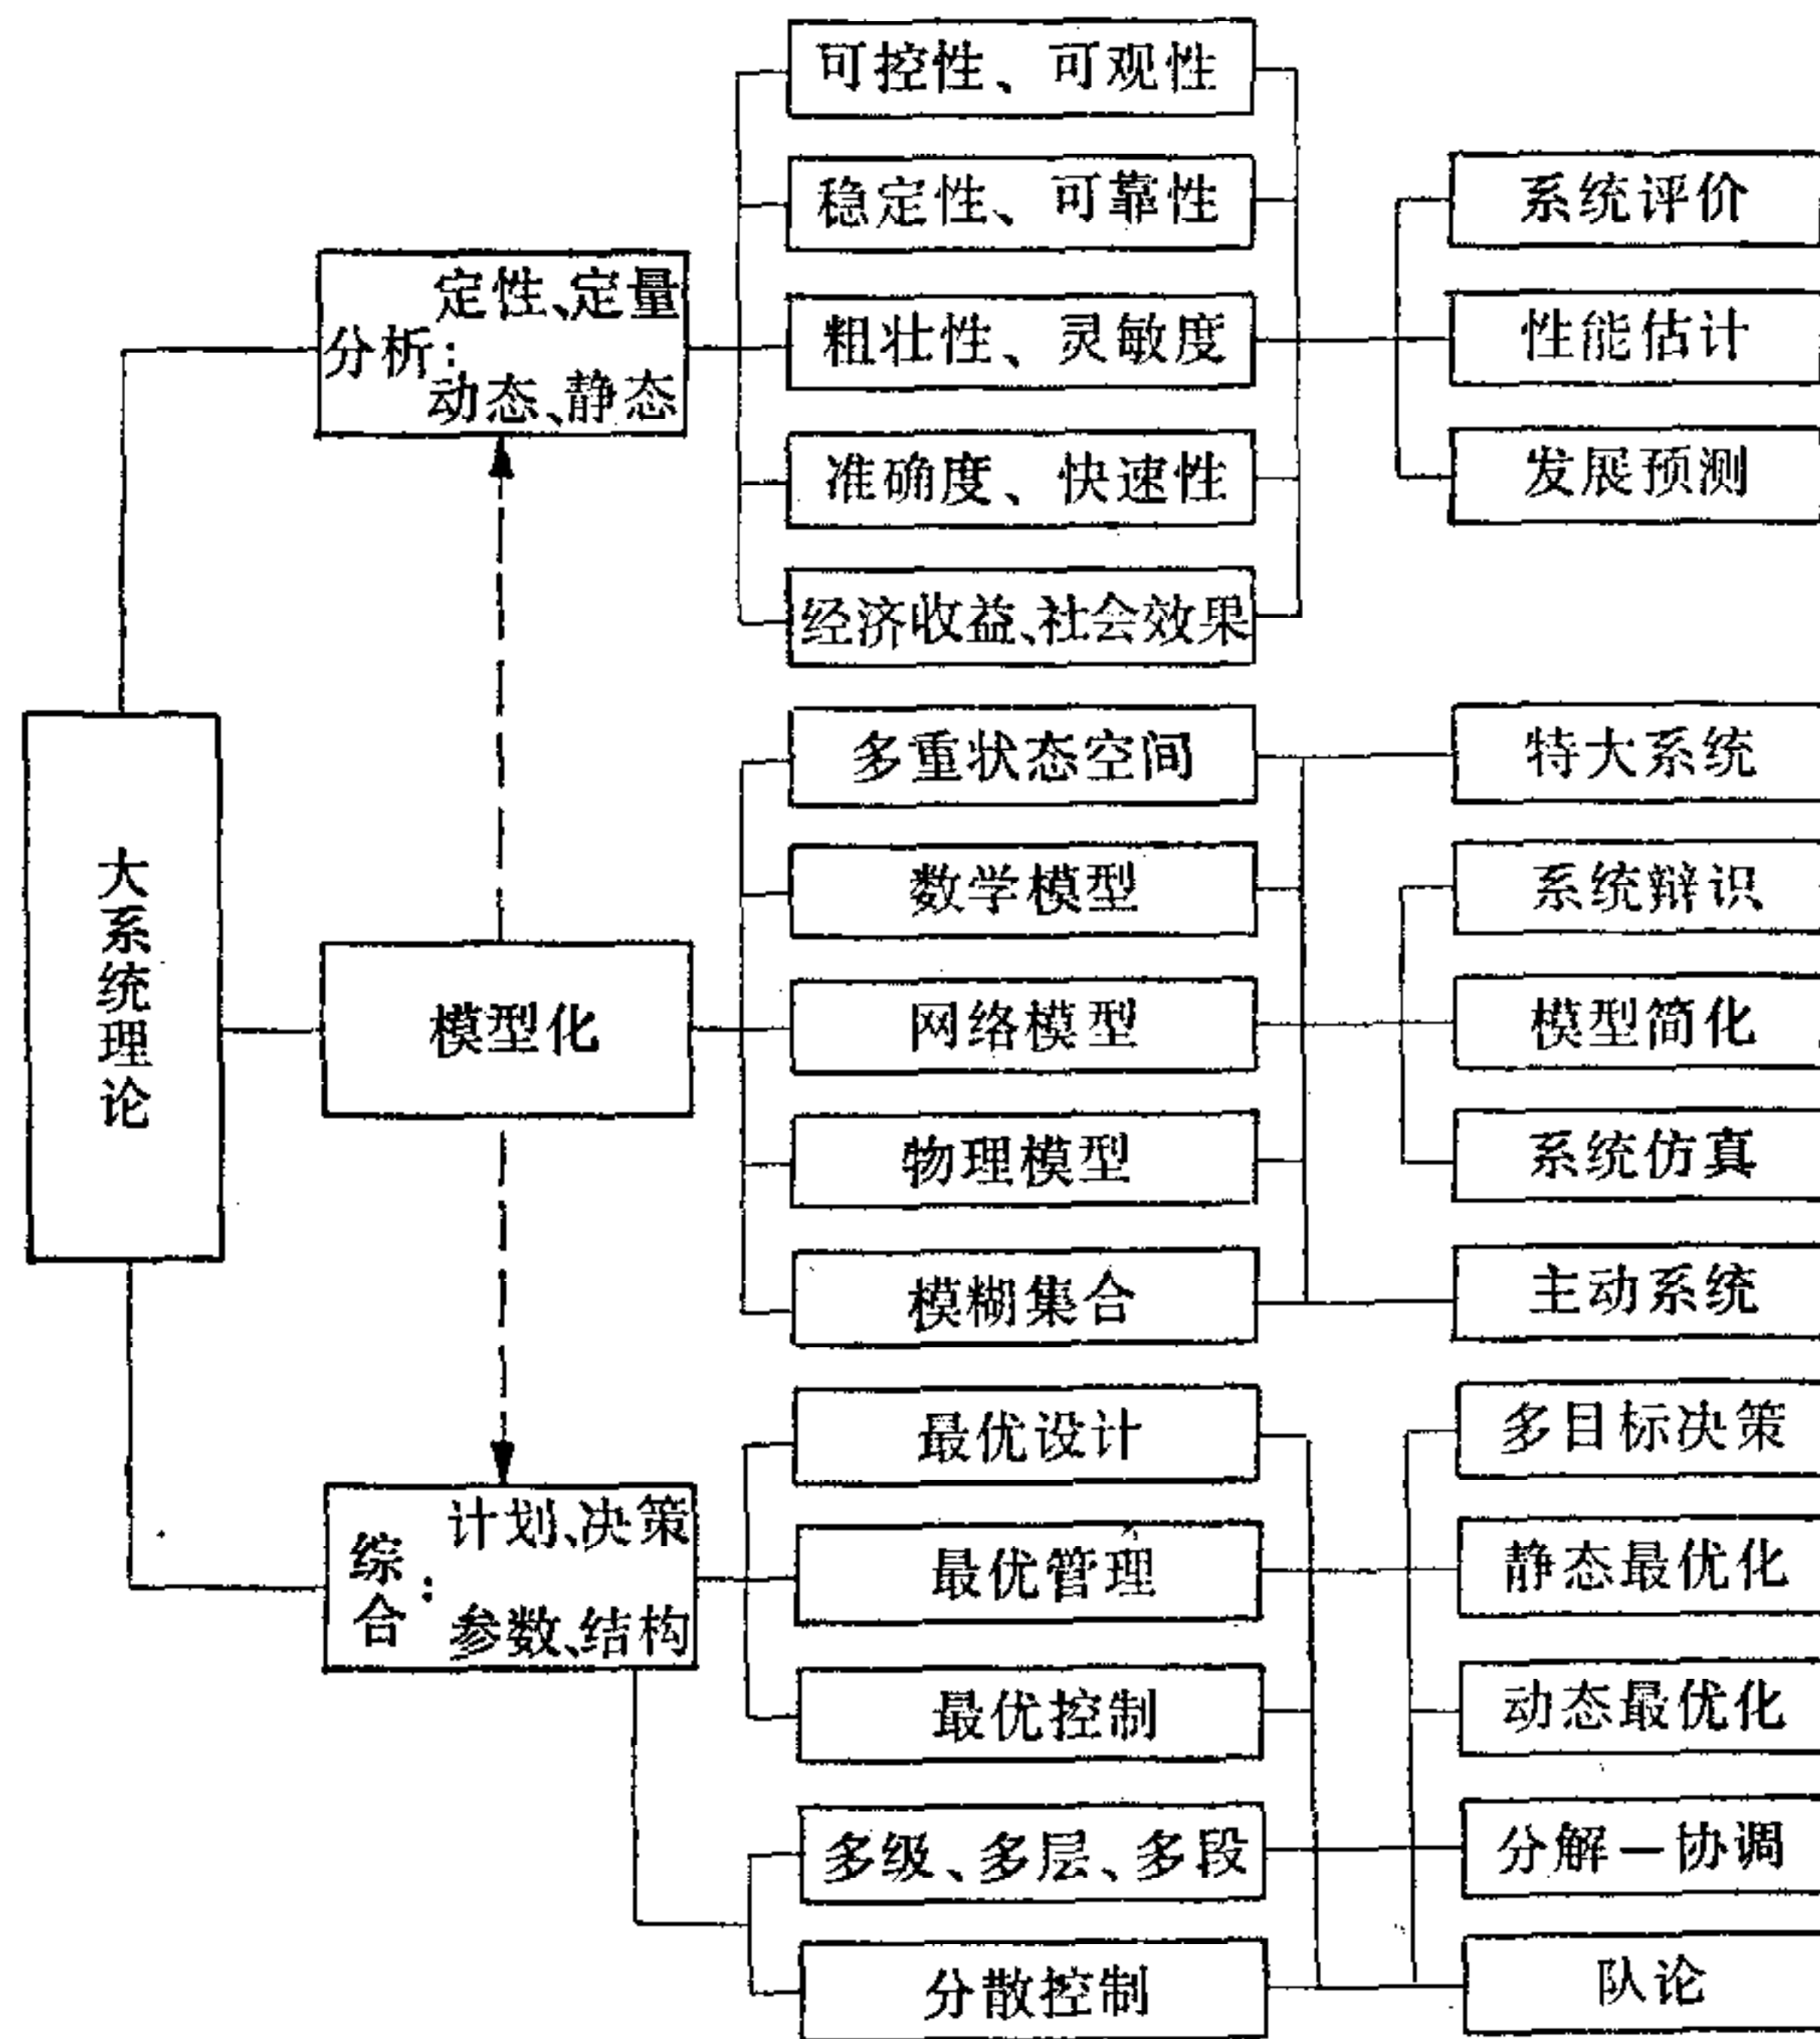 大系统理论
分析：
定性、定量
动态、静态
模型化
综合：
计划、决策
参数、结构
可控性、可观性
稳定性、可靠性
粗壮性、灵敏度
准确度、快速性
经济收益、社会效果
多重状态空间
数学模型
网络模型
物理模型
模糊集合
最优设计
最优管理
最优控制
多级、多层、多段
分散控制
系统评价
性能估计
发展预测
特大系统
系统辩识
模型简化
系统仿真
主动系统
多目标决策
静态最优化
动态最优化
分解—协调
队论